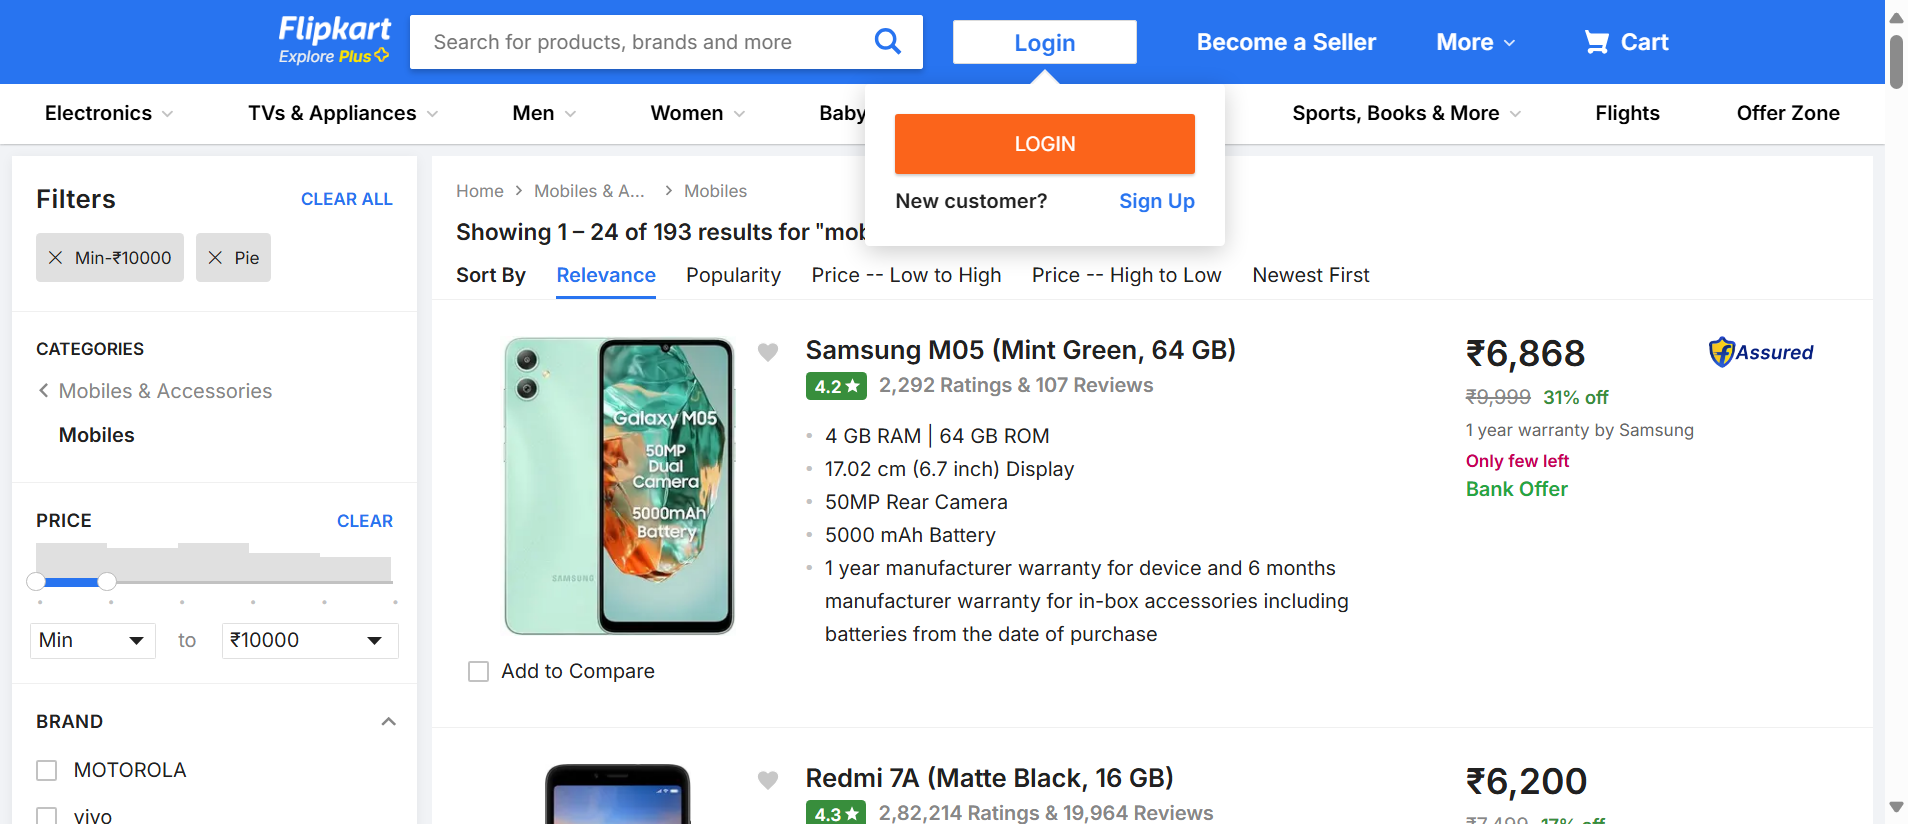 Flipkart
Explore Plus
Search for products, brands and more
Login
Become a Seller
More
Cart
Electronics
TVs & Appliances
Men
Women
Baby
Sports, Books & More
Flights
Offer Zone
LOGIN
New customer?
Sign Up
Filters
CLEAR ALL
Min-₹10000
Pie
CATEGORIES
Mobiles & Accessories
Mobiles
PRICE
CLEAR
Min
to
₹10000
BRAND
MOTOROLA
vivo
Home
Mobiles & A...
Mobiles
Showing 1 – 24 of 193 results for "mob
Sort By
Relevance
Popularity
Price -- Low to High
Price -- High to Low
Newest First
Galaxy M05
50MP
Dual
Camera
5000mAh
Battery
SAMSUNG
Add to Compare
Samsung M05 (Mint Green, 64 GB)
4.2★ 2,292 Ratings & 107 Reviews
4 GB RAM | 64 GB ROM
17.02 cm (6.7 inch) Display
50MP Rear Camera
5000 mAh Battery
1 year manufacturer warranty for device and 6 months
manufacturer warranty for in-box accessories including
batteries from the date of purchase
₹6,868
f Assured
₹9,999 31% off
1 year warranty by Samsung
Only few left
Bank Offer
Redmi 7A (Matte Black, 16 GB)
4.3★ 2,82,214 Ratings & 19,964 Reviews
₹6,200
₹7,499 17% off